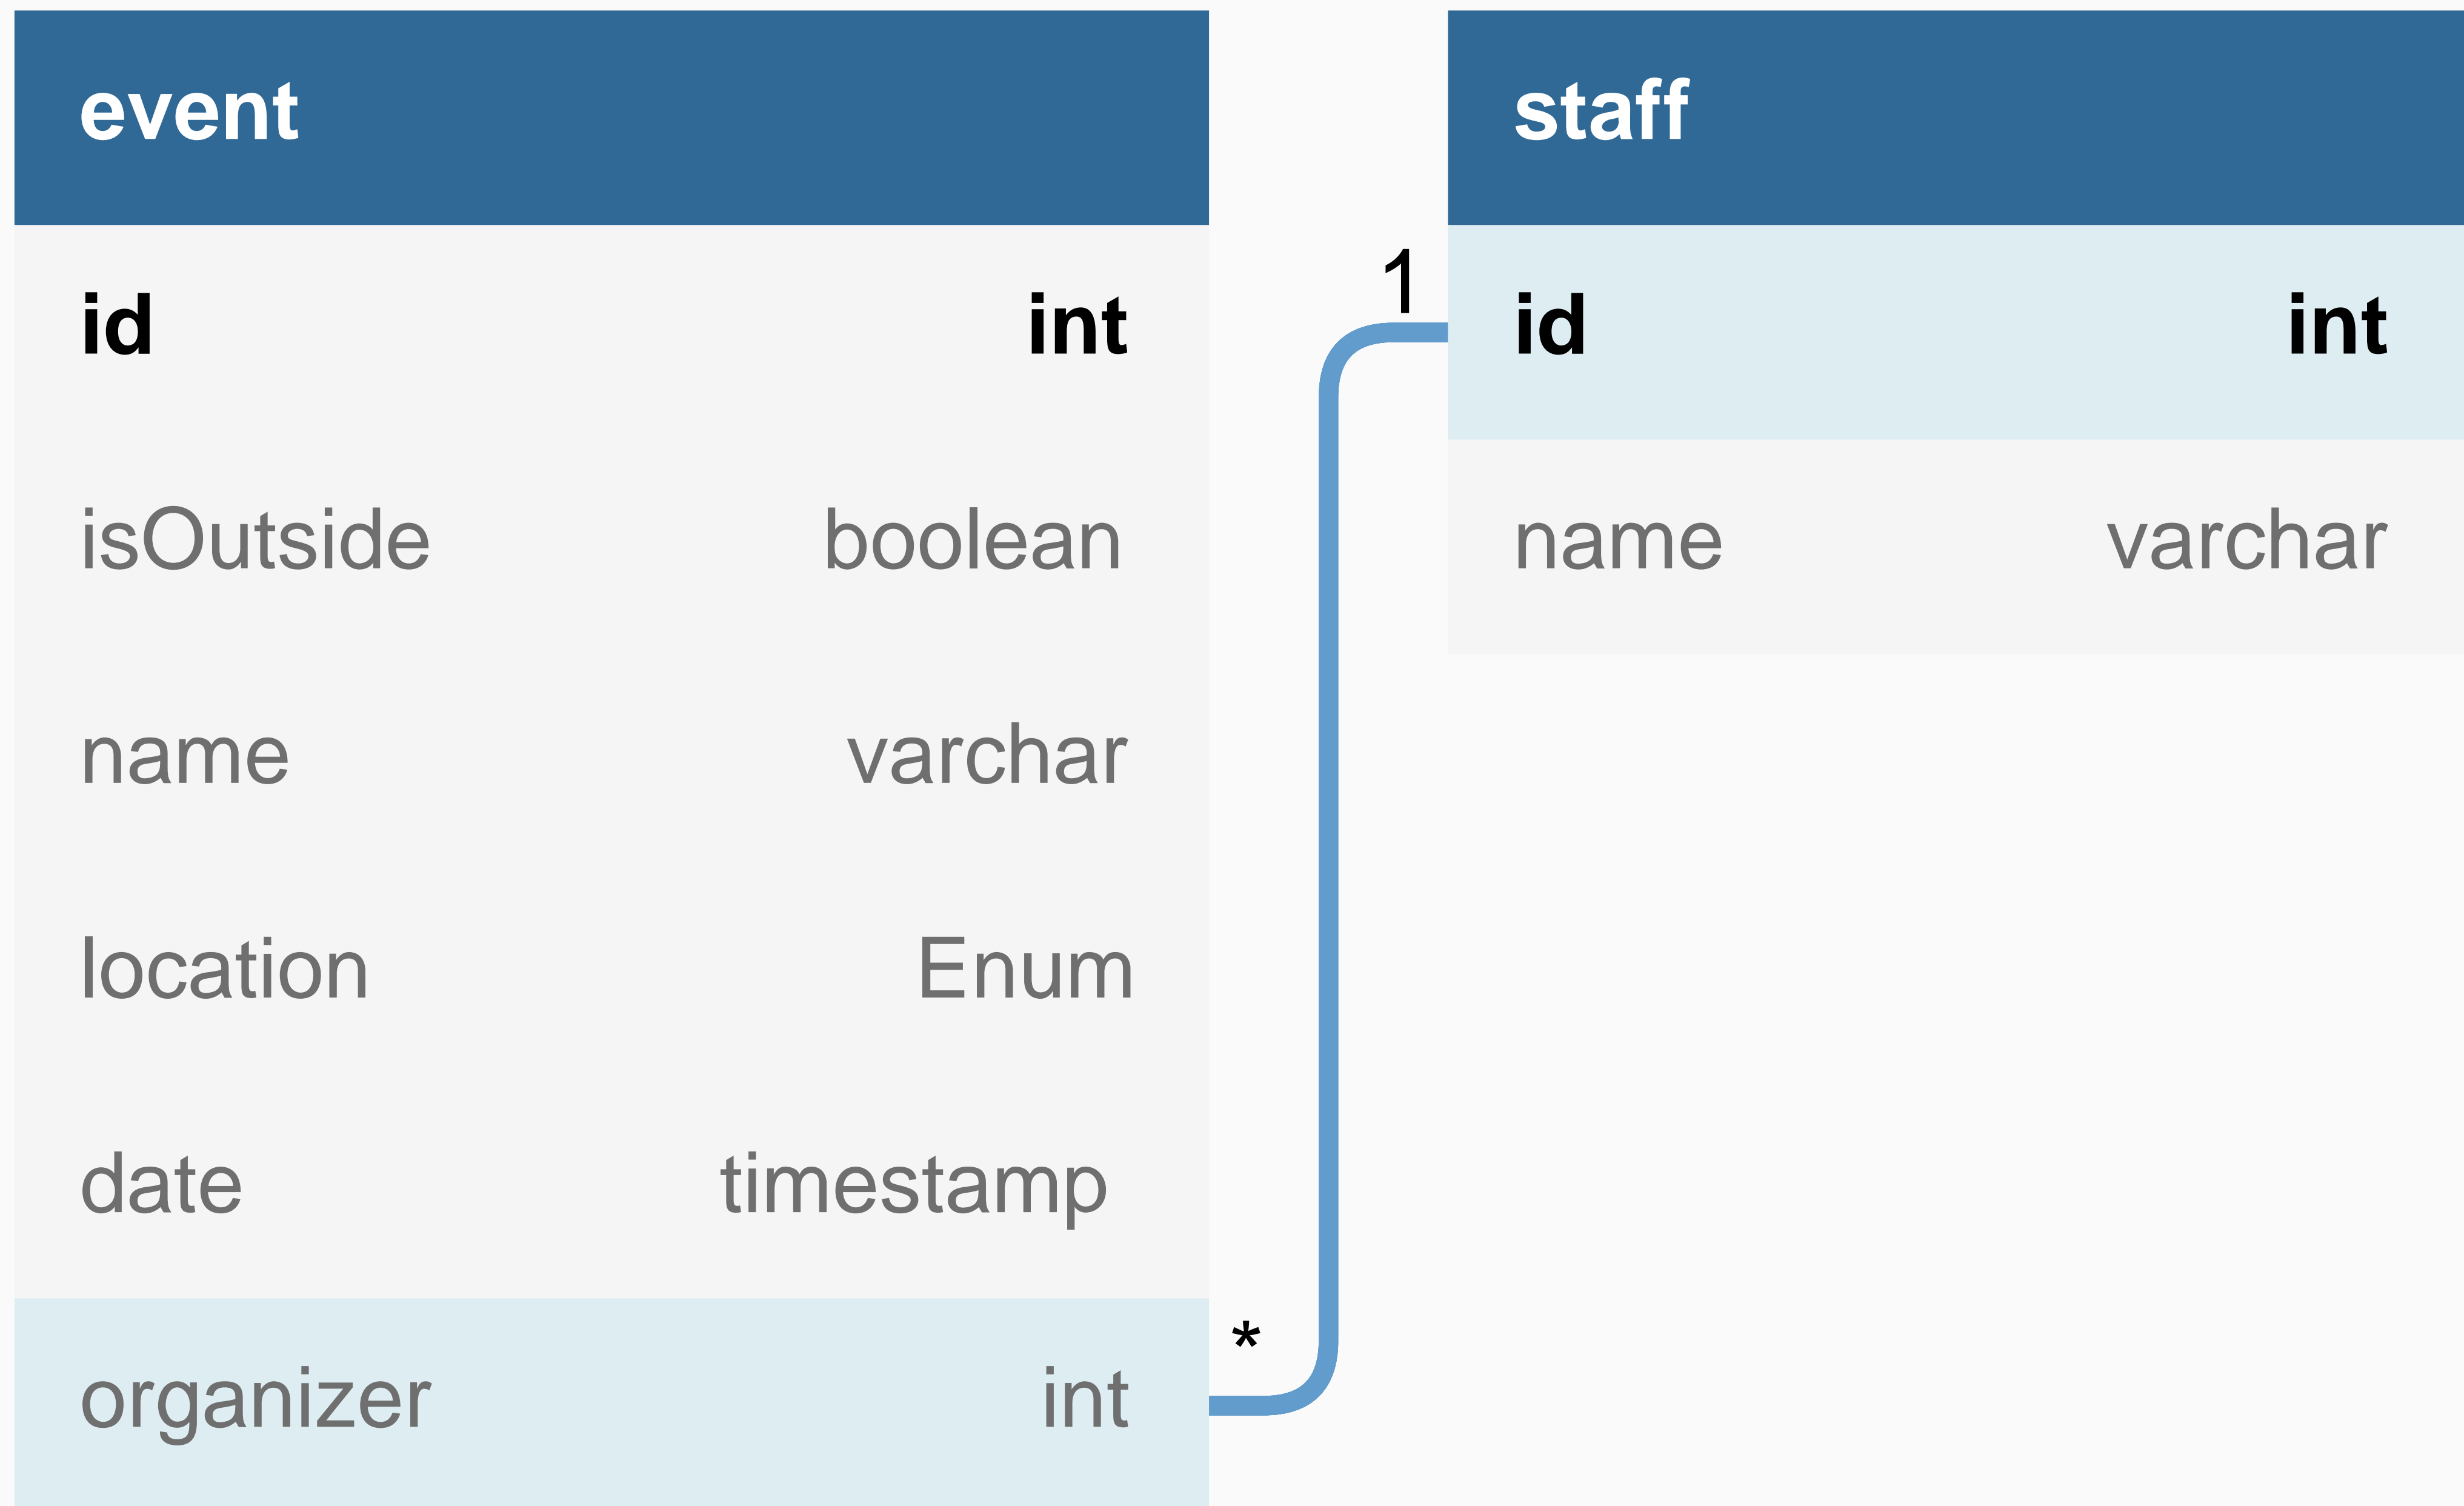 event
id int
isOutside boolean
name varchar
location Enum
date timestamp
organizer int
*
1
staff
id int
name varchar